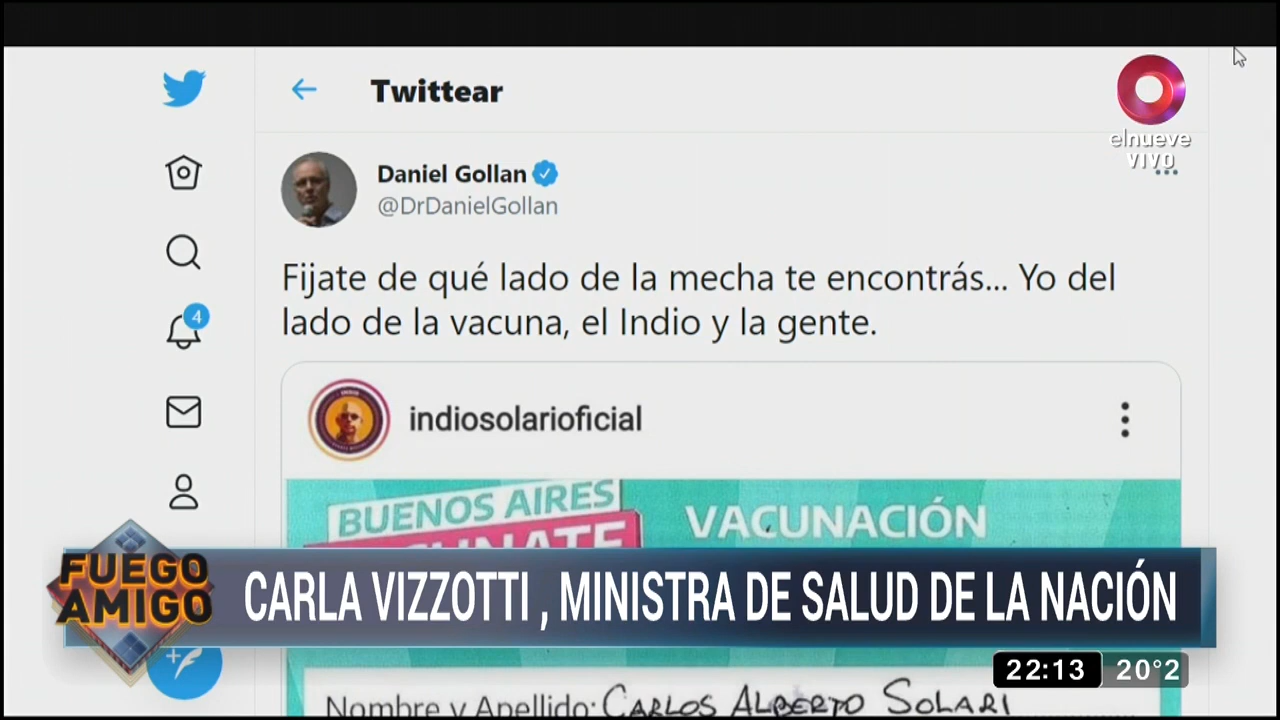 Twittear
elnueve
VIVO
Daniel Gollan
@DrDanielGollan
4
Fijate de qué lado de la mecha te encontrás... Yo del
lado de la vacuna, el Indio y la gente.
indiosolarioficial
BUENOS AIRES
VACUNATE
VACUNACIÓN
FUEGO
AMIGO
CARLA VIZZOTTI , MINISTRA DE SALUD DE LA NACIÓN
22:13 20°2
Nombre y Apellido: CARLOS ALBERTO SOLARI